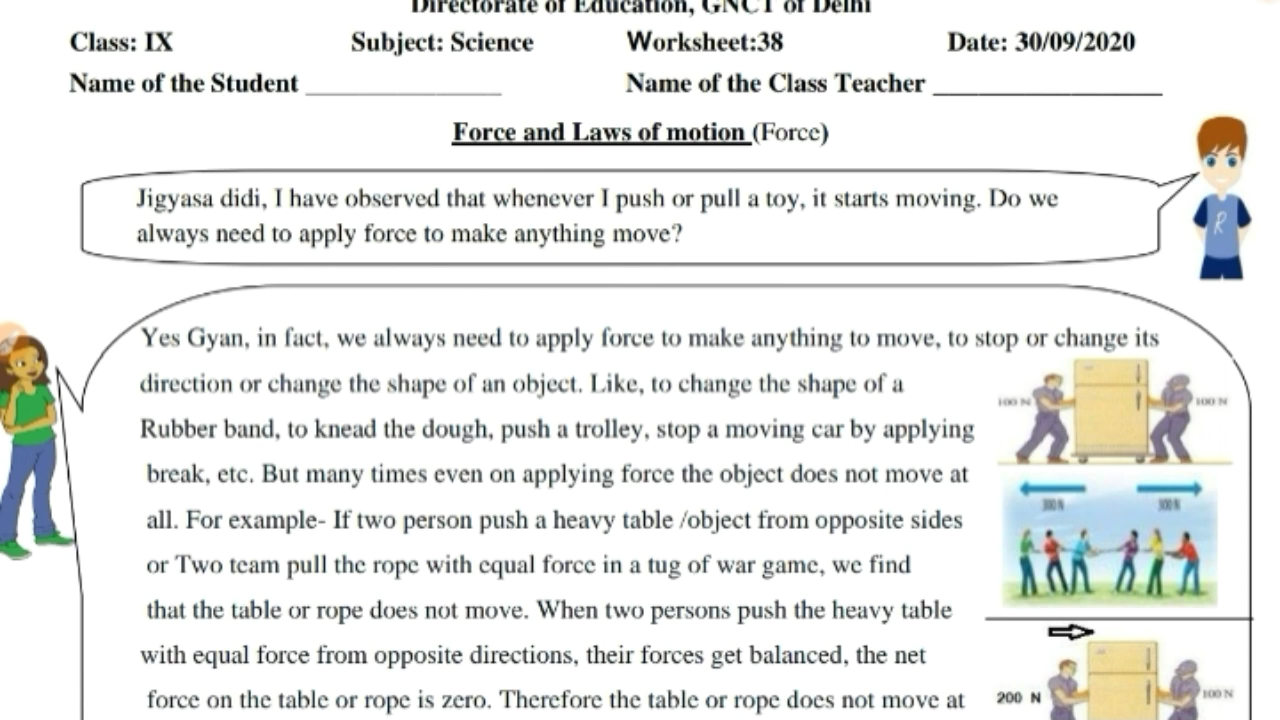 Directorate of Education, GNCT of Delhi
Class: IX Subject: Science Worksheet:38 Date: 30/09/2020
Name of the Student _______________ Name of the Class Teacher _________________
Force and Laws of motion (Force)
Jigyasa didi, I have observed that whenever I push or pull a toy, it starts moving. Do we
always need to apply force to make anything move?
R
Yes Gyan, in fact, we always need to apply force to make anything to move, to stop or change its
direction or change the shape of an object. Like, to change the shape of a
100 N 100 N
Rubber band, to knead the dough, push a trolley, stop a moving car by applying
break, etc. But many times even on applying force the object does not move at
all. For example- If two person push a heavy table /object from opposite sides
or Two team pull the rope with equal force in a tug of war game, we find
that the table or rope does not move. When two persons push the heavy table
with equal force from opposite directions, their forces get balanced, the net
force on the table or rope is zero. Therefore the table or rope does not move at
200 N 100 N